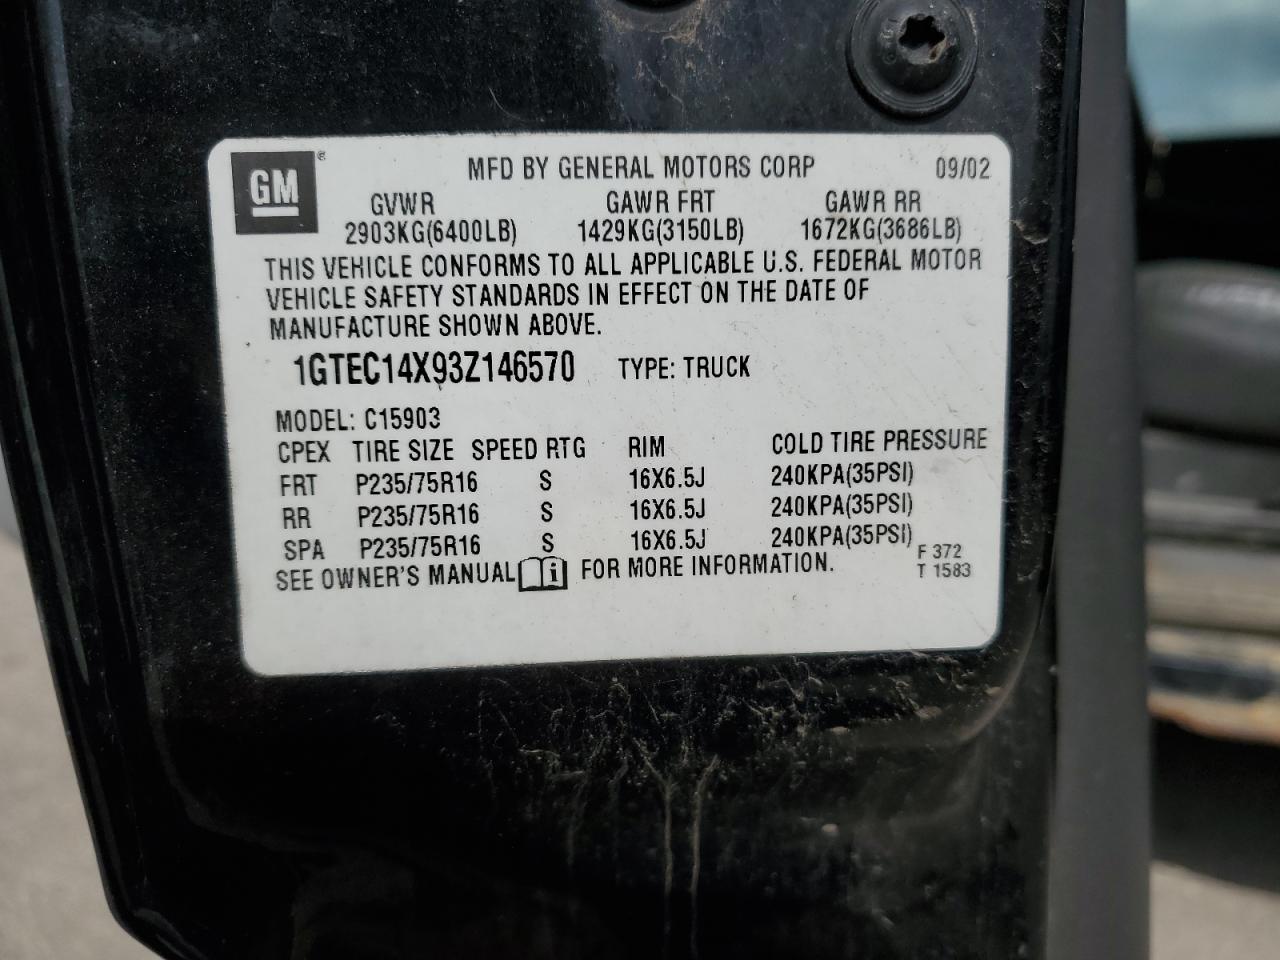 GM® MFD BY GENERAL MOTORS CORP 09/02
GVWR GAWR FRT GAWR RR
2903KG(6400LB) 1429KG(3150LB) 1672KG(3686LB)
THIS VEHICLE CONFORMS TO ALL APPLICABLE U.S. FEDERAL MOTOR
VEHICLE SAFETY STANDARDS IN EFFECT ON THE DATE OF
MANUFACTURE SHOWN ABOVE.
1GTEC14X93Z146570 TYPE: TRUCK
MODEL: C15903
CPEX TIRE SIZE SPEED RTG RIM COLD TIRE PRESSURE
FRT P235/75R16 S 16X6.5J 240KPA(35PSI)
RR P235/75R16 S 16X6.5J 240KPA(35PSI)
SPA P235/75R16 S 16X6.5J 240KPA(35PSI)
SEE OWNER'S MANUAL i FOR MORE INFORMATION.
F 372
T 1583